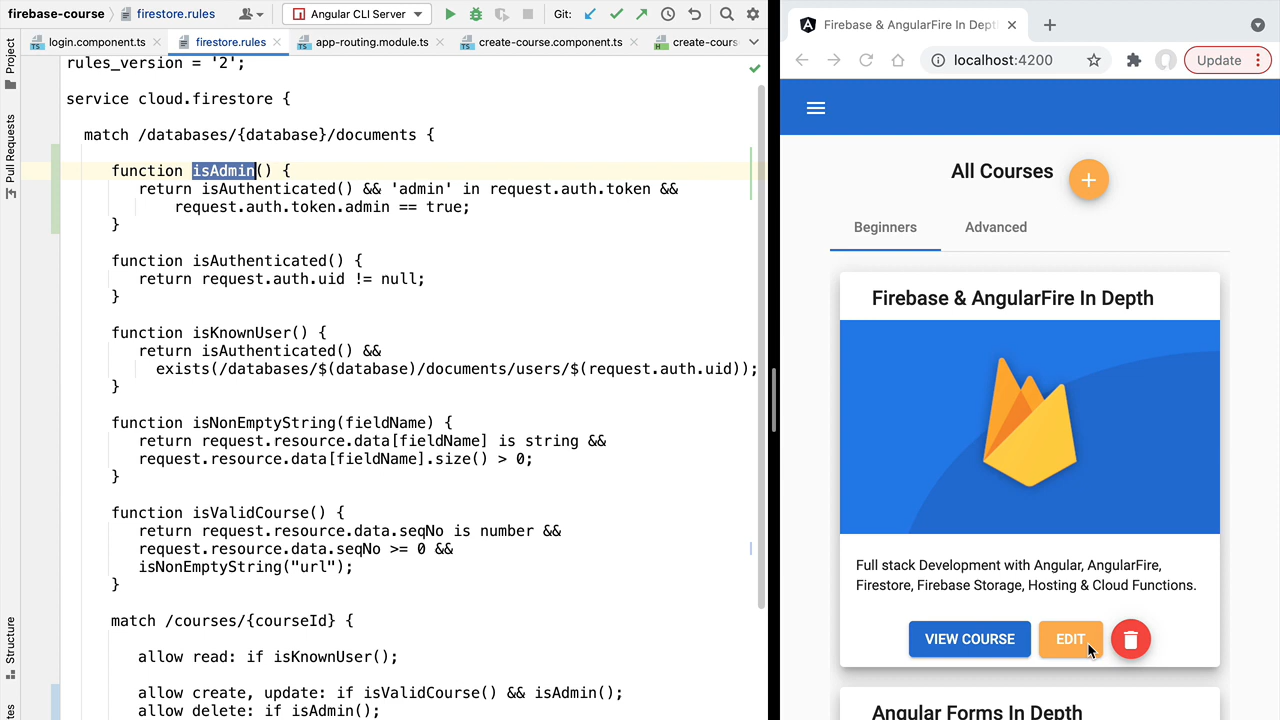 firebase-course
firestore.rules
Angular CLI Server
Git:
login.component.ts
firestore.rules
app-routing.module.ts
create-course.component.ts
create-cours
Project
Pull Requests
Structure
rules_version = '2';
service cloud.firestore {
match /databases/{database}/documents {
function isAdmin() {
return isAuthenticated() && 'admin' in request.auth.token &&
request.auth.token.admin == true;
}
function isAuthenticated() {
return request.auth.uid != null;
}
function isKnownUser() {
return isAuthenticated() &&
exists(/databases/$(database)/documents/users/$(request.auth.uid));
}
function isNonEmptyString(fieldName) {
return request.resource.data[fieldName] is string &&
request.resource.data[fieldName].size() > 0;
}
function isValidCourse() {
return request.resource.data.seqNo is number &&
request.resource.data.seqNo >= 0 &&
isNonEmptyString("url");
}
match /courses/{courseId} {
allow read: if isKnownUser();
allow create, update: if isValidCourse() && isAdmin();
allow delete: if isAdmin();
Firebase & AngularFire In Dept
localhost:4200
Update
All Courses
+
Beginners
Advanced
Firebase & AngularFire In Depth
Full stack Development with Angular, AngularFire,
Firestore, Firebase Storage, Hosting & Cloud Functions.
VIEW COURSE
EDIT
Angular Forms In Depth